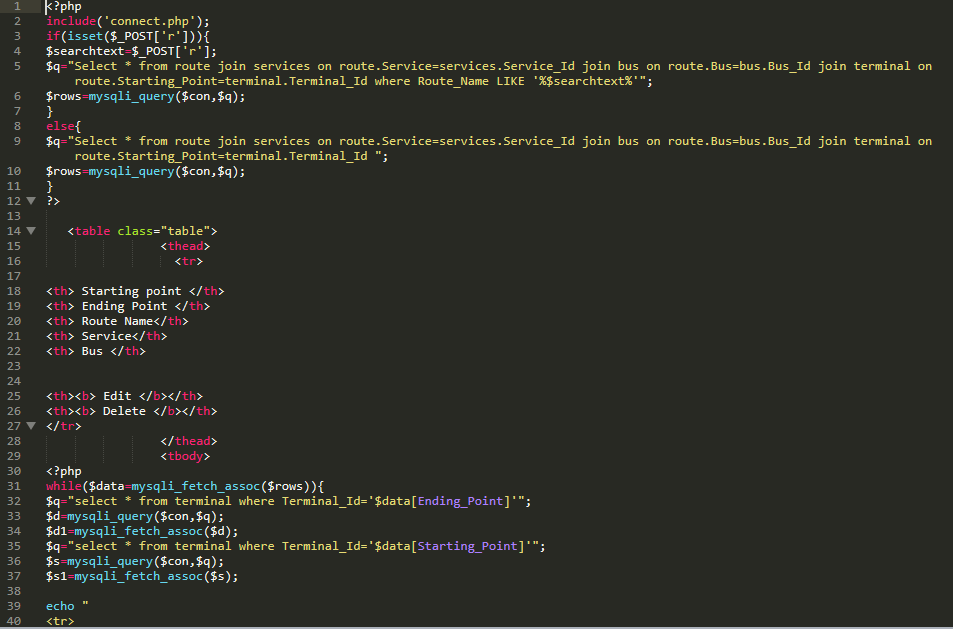 1 <?php
2 include('connect.php');
3 if(isset($_POST['r'])){
4 $searchtext=$_POST['r'];
5 $q="Select * from route join services on route.Service=services.Service_Id join bus on route.Bus=bus.Bus_Id join terminal on
route.Starting_Point=terminal.Terminal_Id where Route_Name LIKE '%$searchtext%'";
6 $rows=mysqli_query($con,$q);
7 }
8 else{
9 $q="Select * from route join services on route.Service=services.Service_Id join bus on route.Bus=bus.Bus_Id join terminal on
route.Starting_Point=terminal.Terminal_Id ";
10 $rows=mysqli_query($con,$q);
11 }
12 ?>
13
14 <table class="table">
15 <thead>
16 <tr>
17
18 <th> Starting point </th>
19 <th> Ending Point </th>
20 <th> Route Name</th>
21 <th> Service</th>
22 <th> Bus </th>
23
24
25 <th><b> Edit </b></th>
26 <th><b> Delete </b></th>
27 </tr>
28 </thead>
29 <tbody>
30 <?php
31 while($data=mysqli_fetch_assoc($rows)){
32 $q="select * from terminal where Terminal_Id='$data[Ending_Point]'";
33 $d=mysqli_query($con,$q);
34 $d1=mysqli_fetch_assoc($d);
35 $q="select * from terminal where Terminal_Id='$data[Starting_Point]'";
36 $s=mysqli_query($con,$q);
37 $s1=mysqli_fetch_assoc($s);
38
39 echo "
40 <tr>